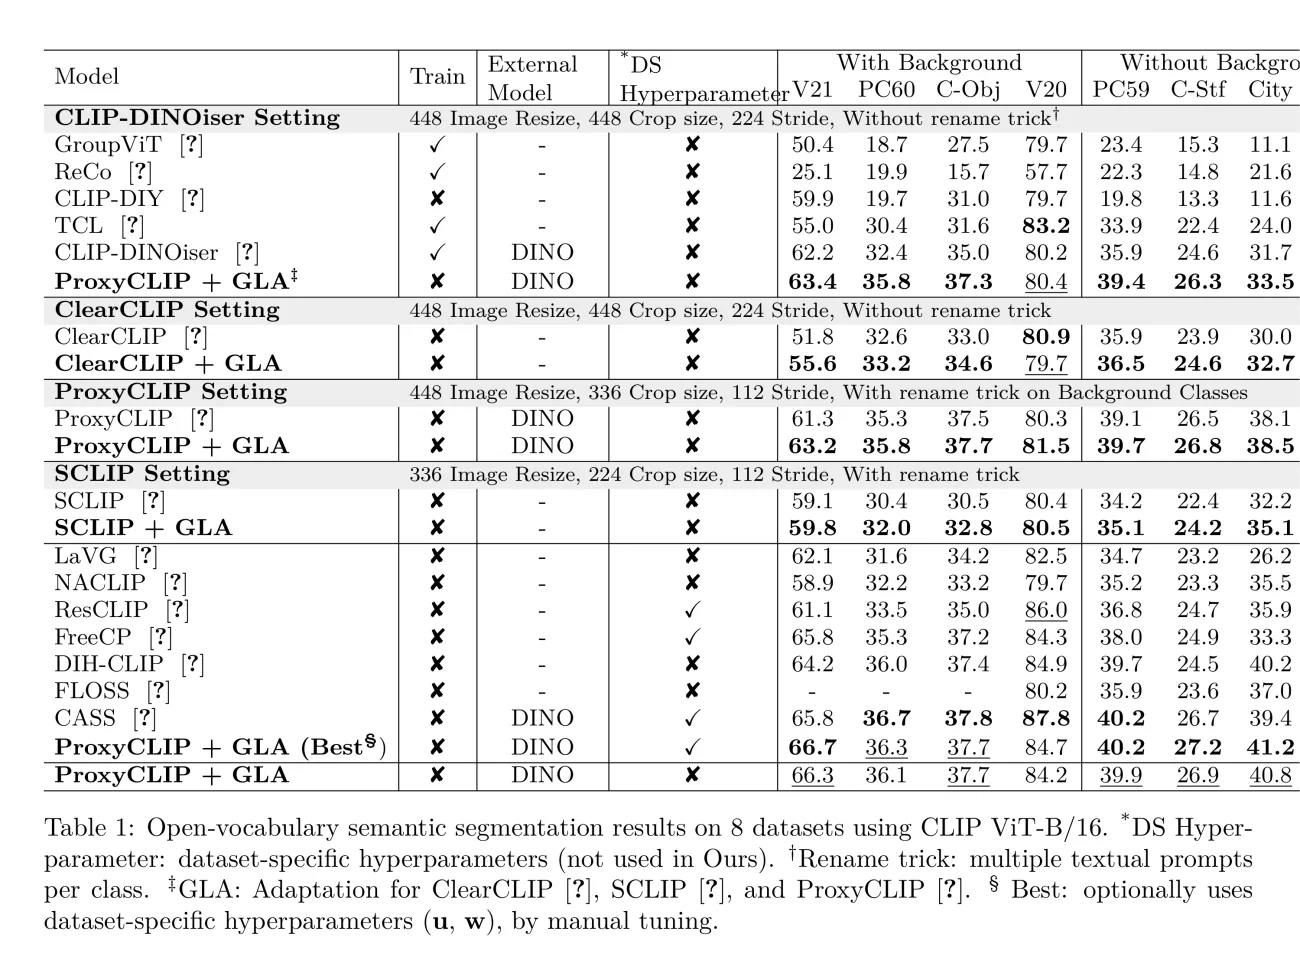 Model Train External Model *DS Hyperparameter With Background Without Backgro
V21 PC60 C-Obj V20 PC59 C-Stf City
CLIP-DINOiser Setting 448 Image Resize, 448 Crop size, 224 Stride, Without rename trick†
GroupViT [?] ✓ - ✘ 50.4 18.7 27.5 79.7 23.4 15.3 11.1
ReCo [?] ✓ - ✘ 25.1 19.9 15.7 57.7 22.3 14.8 21.6
CLIP-DIY [?] ✘ - ✘ 59.9 19.7 31.0 79.7 19.8 13.3 11.6
TCL [?] ✓ - ✘ 55.0 30.4 31.6 83.2 33.9 22.4 24.0
CLIP-DINOiser [?] ✓ DINO ✘ 62.2 32.4 35.0 80.2 35.9 24.6 31.7
ProxyCLIP + GLA‡ ✘ DINO ✘ 63.4 35.8 37.3 80.4 39.4 26.3 33.5
ClearCLIP Setting 448 Image Resize, 448 Crop size, 224 Stride, Without rename trick
ClearCLIP [?] ✘ - ✘ 51.8 32.6 33.0 80.9 35.9 23.9 30.0
ClearCLIP + GLA ✘ - ✘ 55.6 33.2 34.6 79.7 36.5 24.6 32.7
ProxyCLIP Setting 448 Image Resize, 336 Crop size, 112 Stride, With rename trick on Background Classes
ProxyCLIP [?] ✘ DINO ✘ 61.3 35.3 37.5 80.3 39.1 26.5 38.1
ProxyCLIP + GLA ✘ DINO ✘ 63.2 35.8 37.7 81.5 39.7 26.8 38.5
SCLIP Setting 336 Image Resize, 224 Crop size, 112 Stride, With rename trick
SCLIP [?] ✘ - ✘ 59.1 30.4 30.5 80.4 34.2 22.4 32.2
SCLIP + GLA ✘ - ✘ 59.8 32.0 32.8 80.5 35.1 24.2 35.1
LaVG [?] ✘ - ✘ 62.1 31.6 34.2 82.5 34.7 23.2 26.2
NACLIP [?] ✘ - ✘ 58.9 32.2 33.2 79.7 35.2 23.3 35.5
ResCLIP [?] ✘ - ✓ 61.1 33.5 35.0 86.0 36.8 24.7 35.9
FreeCP [?] ✘ - ✓ 65.8 35.3 37.2 84.3 38.0 24.9 33.3
DIH-CLIP [?] ✘ - ✘ 64.2 36.0 37.4 84.9 39.7 24.5 40.2
FLOSS [?] ✘ - ✘ - - - 80.2 35.9 23.6 37.0
CASS [?] ✘ DINO ✓ 65.8 36.7 37.8 87.8 40.2 26.7 39.4
ProxyCLIP + GLA (Best§) ✘ DINO ✓ 66.7 36.3 37.7 84.7 40.2 27.2 41.2
ProxyCLIP + GLA ✘ DINO ✘ 66.3 36.1 37.7 84.2 39.9 26.9 40.8
Table 1: Open-vocabulary semantic segmentation results on 8 datasets using CLIP ViT-B/16. *DS Hyper-
parameter: dataset-specific hyperparameters (not used in Ours). †Rename trick: multiple textual prompts
per class. ‡GLA: Adaptation for ClearCLIP [?], SCLIP [?], and ProxyCLIP [?]. § Best: optionally uses
dataset-specific hyperparameters (u, w), by manual tuning.